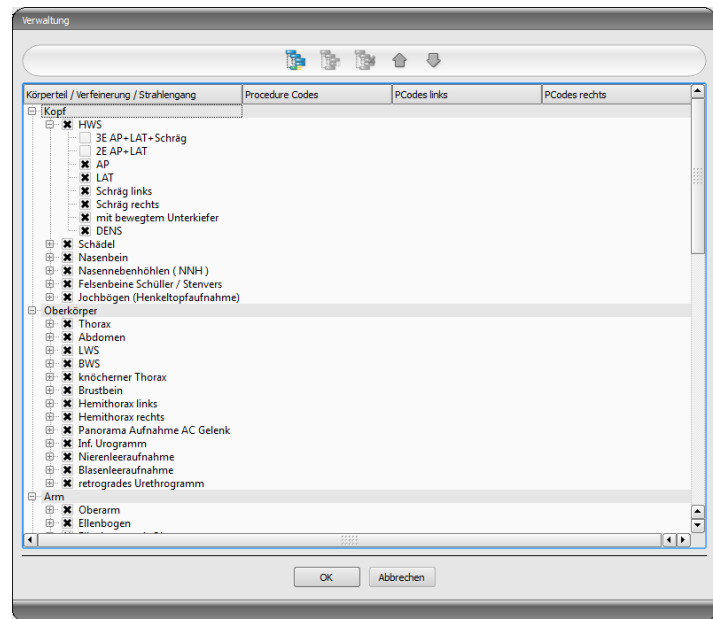 Verwaltung
Körperteil / Verfeinerung / Strahlengang Procedure Codes PCodes links PCodes rechts
Kopf
HWS
3E AP+LAT+Schräg
2E AP+LAT
AP
LAT
Schräg links
Schräg rechts
mit bewegtem Unterkiefer
DENS
Schädel
Nasenbein
Nasennebenhöhlen ( NNH )
Felsenbeine Schüller / Stenvers
Jochbögen (Henkeltopfaufnahme)
Oberkörper
Thorax
Abdomen
LWS
BWS
knöcherner Thorax
Brustbein
Hemithorax links
Hemithorax rechts
Panorama Aufnahme AC Gelenk
Inf. Urogramm
Nierenleeraufnahme
Blasenleeraufnahme
retrogrades Urethrogramm
Arm
Oberarm
Ellenbogen
OK Abbrechen